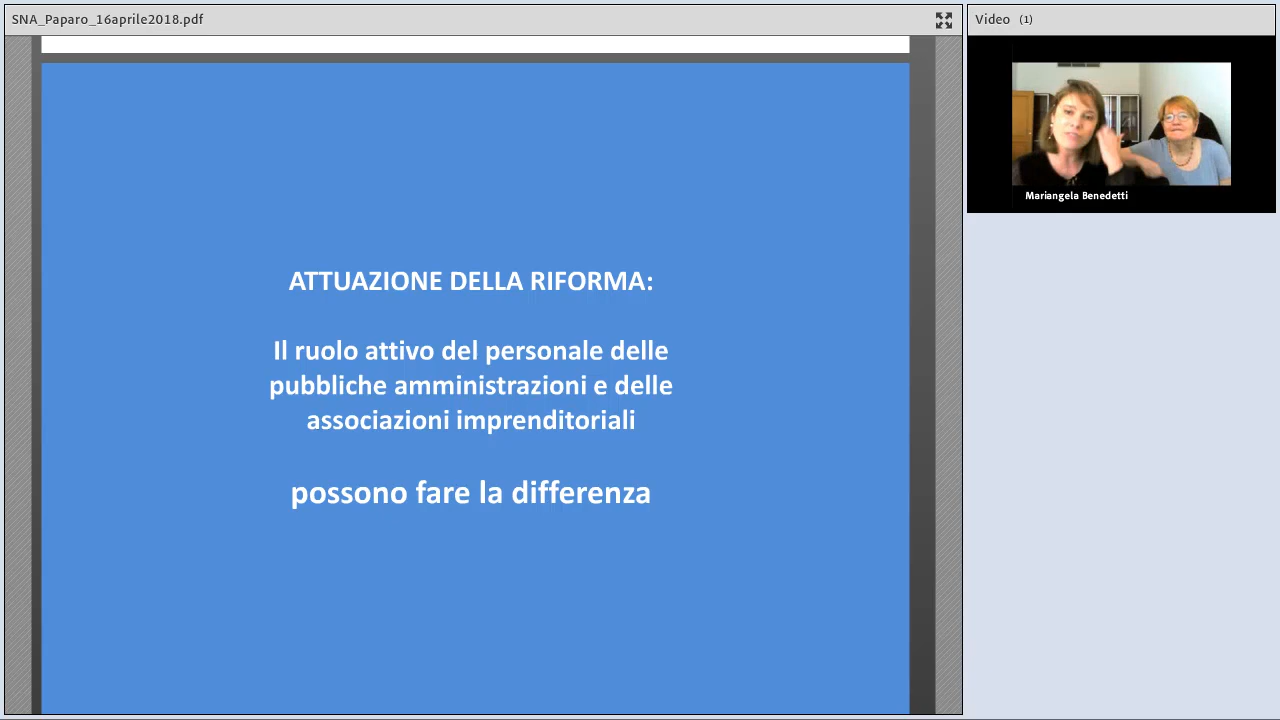 SNA_Paparo_16aprile2018.pdf
Video (1)
Mariangela Benedetti
ATTUAZIONE DELLA RIFORMA:
Il ruolo attivo del personale delle
pubbliche amministrazioni e delle
associazioni imprenditoriali
possono fare la differenza